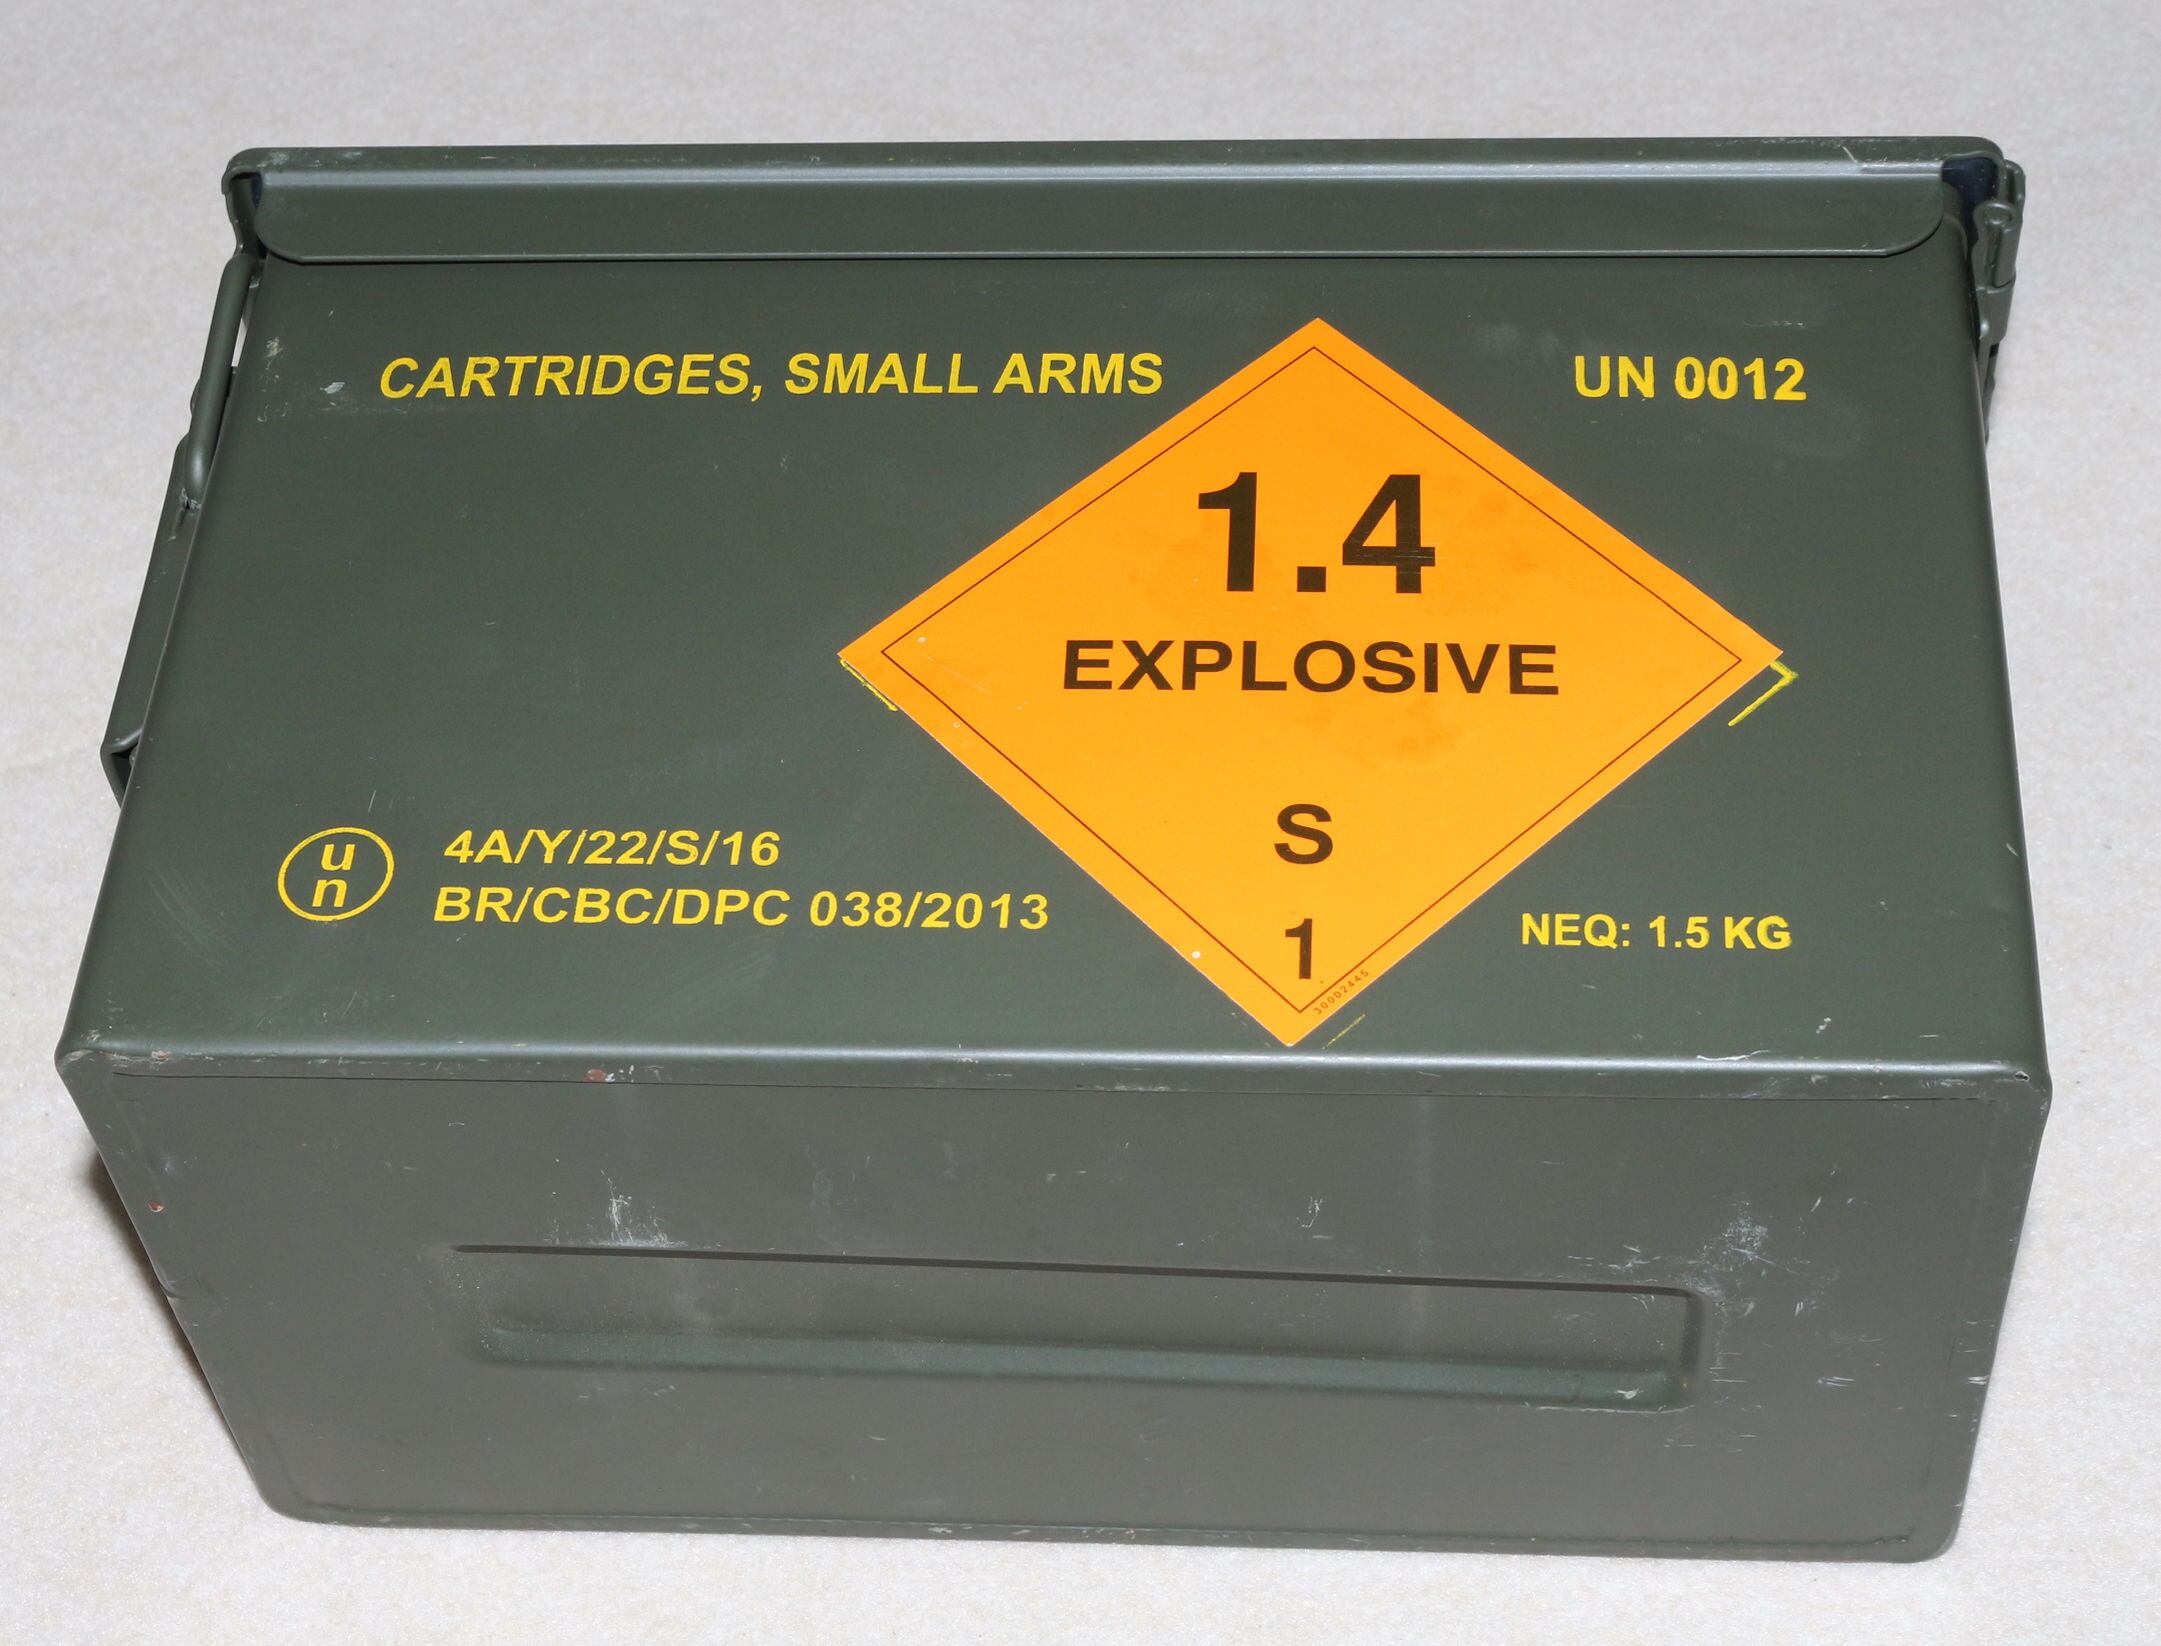 CARTRIDGES, SMALL ARMS
UN 0012
1.4
EXPLOSIVE
S
1
30002445
u
n
4A/Y/22/S/16
BR/CBC/DPC 038/2013
NEQ: 1.5 KG